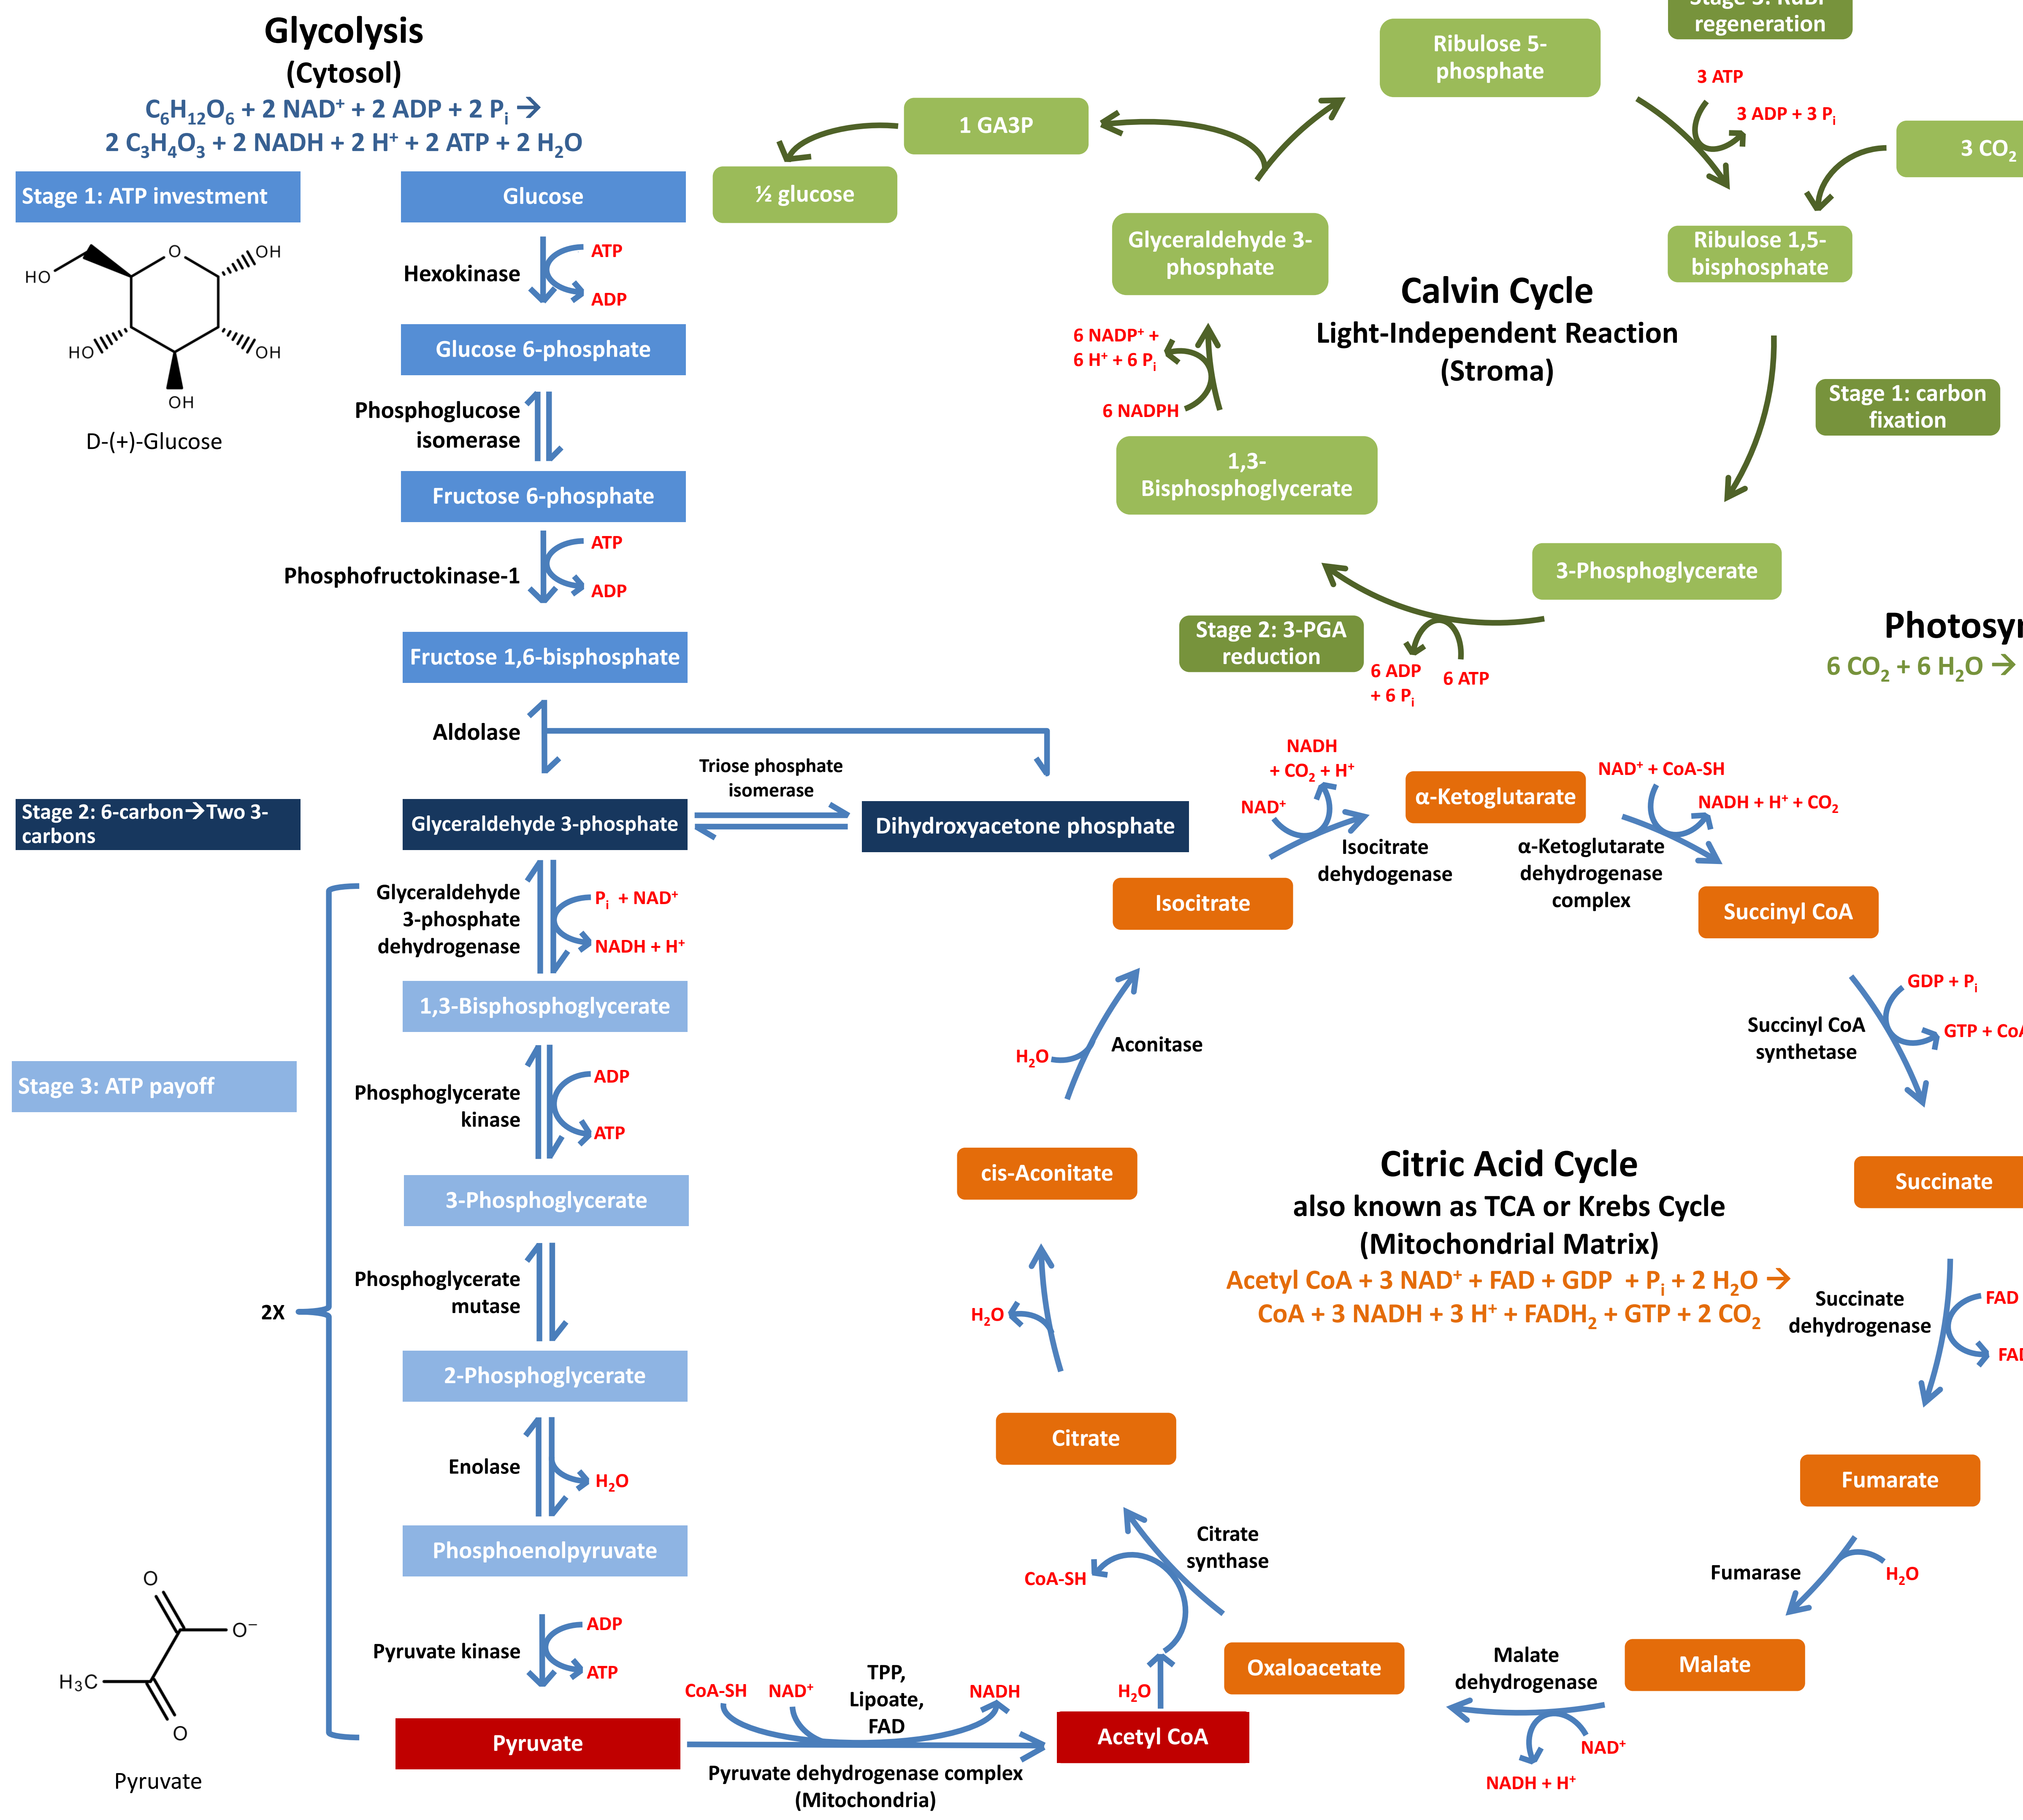 Glycolysis
(Cytosol)
C₆H₁₂O₆ + 2 NAD⁺ + 2 ADP + 2 Pᵢ →
2 C₃H₄O₃ + 2 NADH + 2 H⁺ + 2 ATP + 2 H₂O
Stage 1: ATP investment
Glucose
HO
O
OH
HO
OH
OH
D-(+)-Glucose
Hexokinase
ATP
ADP
Glucose 6-phosphate
Phosphoglucose
isomerase
Fructose 6-phosphate
Phosphofructokinase-1
ATP
ADP
Fructose 1,6-bisphosphate
Aldolase
Triose phosphate
isomerase
Stage 2: 6-carbon→Two 3-
carbons
Glyceraldehyde 3-phosphate
Dihydroxyacetone phosphate
Glyceraldehyde
3-phosphate
dehydrogenase
Pᵢ + NAD⁺
NADH + H⁺
1,3-Bisphosphoglycerate
Stage 3: ATP payoff
Phosphoglycerate
kinase
ADP
ATP
3-Phosphoglycerate
2X
Phosphoglycerate
mutase
2-Phosphoglycerate
Enolase
H₂O
Phosphoenolpyruvate
Pyruvate kinase
ADP
ATP
O
O⁻
H₃C
O
Pyruvate
Pyruvate
CoA-SH
NAD⁺
TPP,
Lipoate,
FAD
NADH
Pyruvate dehydrogenase complex
(Mitochondria)
Acetyl CoA
H₂O
regeneration
Ribulose 5-
phosphate
3 ATP
3 ADP + 3 Pᵢ
3 CO₂
1 GA3P
½ glucose
Glyceraldehyde 3-
phosphate
Ribulose 1,5-
bisphosphate
Calvin Cycle
Light-Independent Reaction
(Stroma)
6 NADP⁺ +
6 H⁺ + 6 Pᵢ
6 NADPH
Stage 1: carbon
fixation
1,3-
Bisphosphoglycerate
3-Phosphoglycerate
Stage 2: 3-PGA
reduction
6 ADP
+ 6 Pᵢ
6 ATP
Photosyn
6 CO₂ + 6 H₂O →
NADH
+ CO₂ + H⁺
NAD⁺
Isocitrate
dehydogenase
α-Ketoglutarate
NAD⁺ + CoA-SH
NADH + H⁺ + CO₂
α-Ketoglutarate
dehydrogenase
complex
Isocitrate
Succinyl CoA
H₂O
Aconitase
Succinyl CoA
synthetase
GDP + Pᵢ
GTP + CoA
cis-Aconitate
Succinate
Citric Acid Cycle
also known as TCA or Krebs Cycle
(Mitochondrial Matrix)
Acetyl CoA + 3 NAD⁺ + FAD + GDP + Pᵢ + 2 H₂O →
CoA + 3 NADH + 3 H⁺ + FADH₂ + GTP + 2 CO₂
H₂O
Succinate
dehydrogenase
FAD
Citrate
Fumarate
Citrate
synthase
CoA-SH
Fumarase
H₂O
Oxaloacetate
Malate
dehydrogenase
Malate
NAD⁺
NADH + H⁺